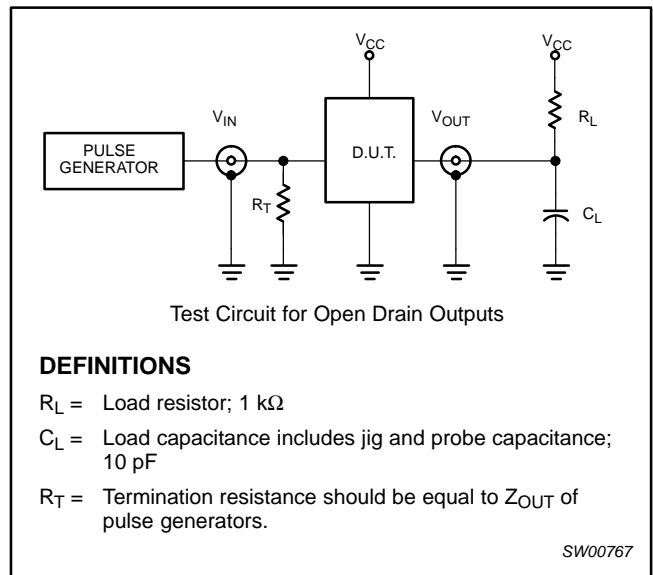 VCC
VCC
VIN
VOUT
RL
PULSE
GENERATOR
D.U.T.
RT
CL
Test Circuit for Open Drain Outputs
DEFINITIONS
RL = Load resistor; 1 kΩ
CL = Load capacitance includes jig and probe capacitance;
10 pF
RT = Termination resistance should be equal to ZOUT of
pulse generators.
SW00767